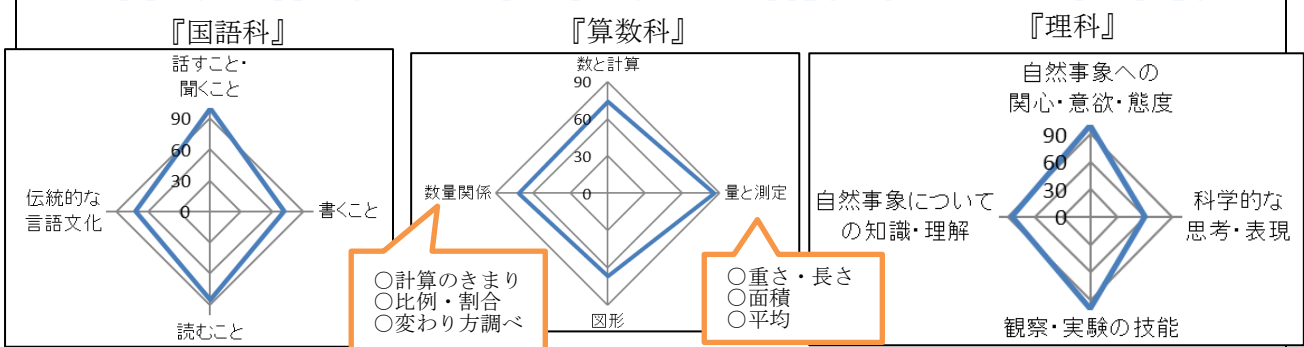 『国語科』
話すこと・
聞くこと
90
60
30
0
伝統的な
言語文化
書くこと
読むこと
『算数科』
数と計算
90
60
30
0
数量関係
量と測定
図形
○計算のきまり
○比例・割合
○変わり方調べ
○重さ・長さ
○面積
○平均
『理科』
自然事象への
関心・意欲・態度
90
60
30
0
自然事象について
の知識・理解
科学的な
思考・表現
観察・実験の技能